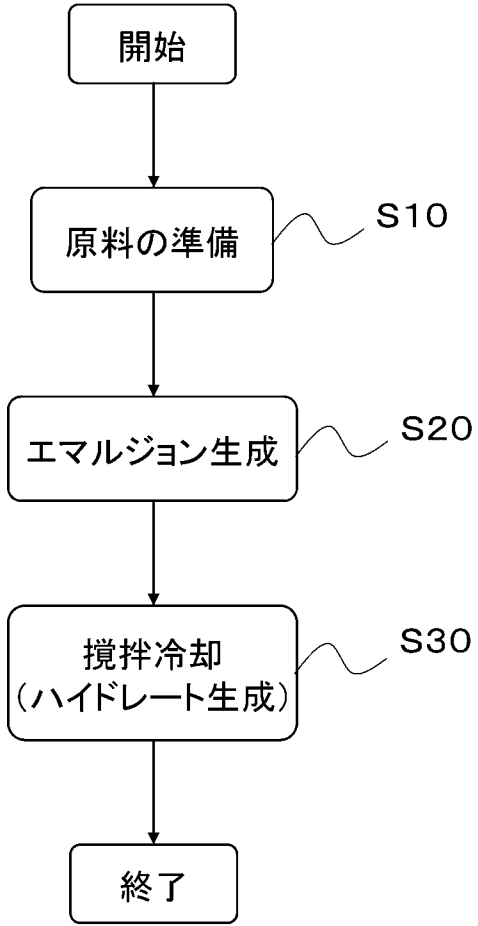 開始
原料の準備
S10
エマルジョン生成
S20
撹拌冷却
（ハイドレート生成）
S30
終了